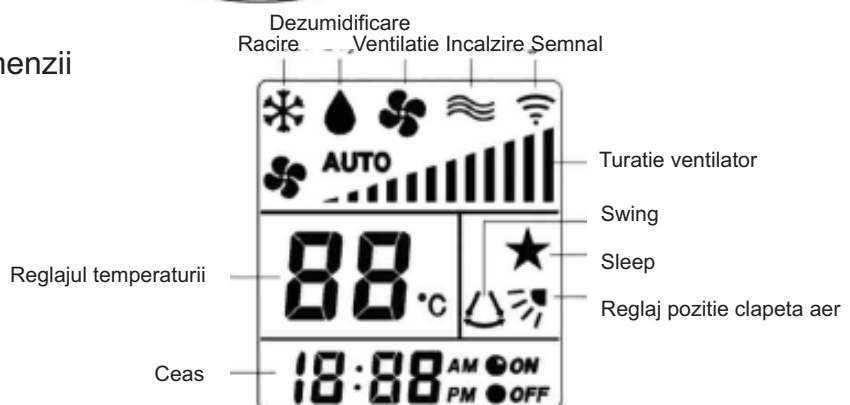 Dezumidificare
Racire Ventilatie Incalzire Semnal
menzii
AUTO
Turatie ventilator
Swing
88 °C
Sleep
Reglajul temperaturii
Reglaj pozitie clapeta aer
Ceas
18:88 AM ON
PM OFF